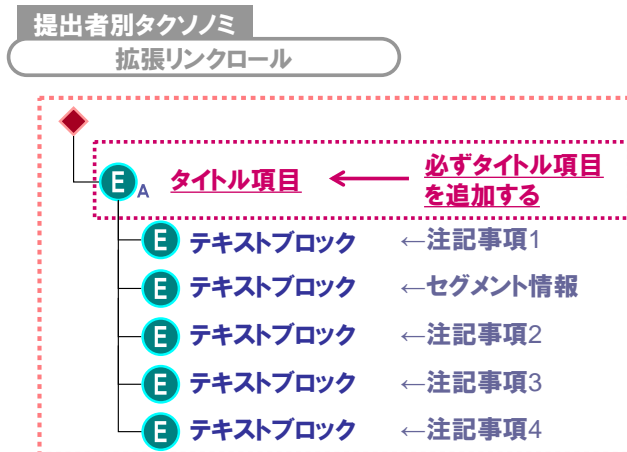 提出者別タクソノミ
拡張リンクロール
E A タイトル項目 ← 必ずタイトル項目
を追加する
E テキストブロック ←注記事項1
E テキストブロック ←セグメント情報
E テキストブロック ←注記事項2
E テキストブロック ←注記事項3
E テキストブロック ←注記事項4